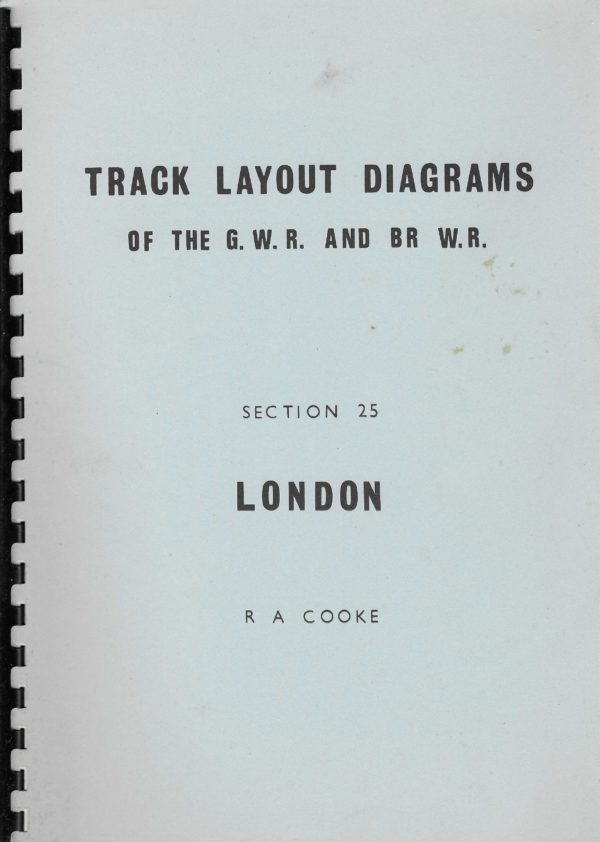 TRACK LAYOUT DIAGRAMS
OF THE G.W.R. AND BR W.R.
SECTION 25
LONDON
R A COOKE